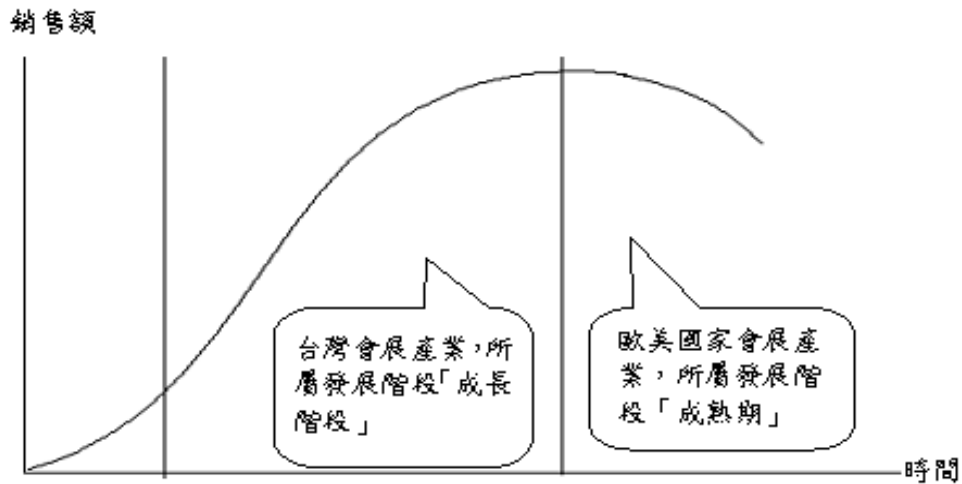 銷售額
台灣會展產業，所
屬發展階段「成長
階段」
歐美國家會展產
業，所屬發展階
段「成熟期」
時間